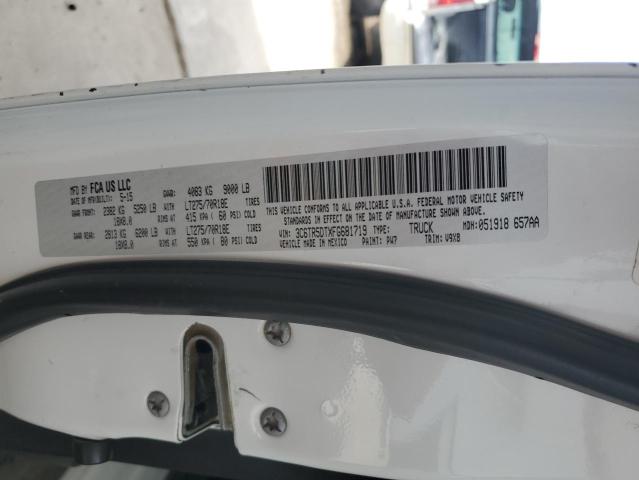 MFD BY FCA US LLC
DATE OF MFR(BUILT): 5-15 GAWR: 4083 KG 9000 LB
GAWR FRONT: 2382 KG 5250 LB WITH LT275/70R18E TIRES
18X8.0 RIMS AT 415 KPA ( 60 PSI) COLD
GAWR REAR: 2813 KG 6200 LB WITH LT275/70R18E TIRES
18X8.0 RIMS AT 550 KPA ( 80 PSI) COLD
THIS VEHICLE CONFORMS TO ALL APPLICABLE U.S.A. FEDERAL MOTOR VEHICLE SAFETY
STANDARDS IN EFFECT ON THE DATE OF MANUFACTURE SHOWN ABOVE.
VIN: 3C6TR5DTXFG681719 TYPE: TRUCK MDH: 051918 657AA
VEHICLE MADE IN MEXICO PAINT: PW7 TRIM: V9X8